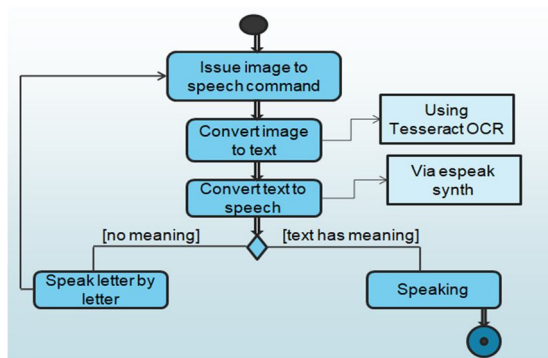 Issue image to
speech command
Convert image
to text
Using
Tesseract OCR
Convert text to
speech
Via espeak
synth
[no meaning]
[text has meaning]
Speak letter by
letter
Speaking